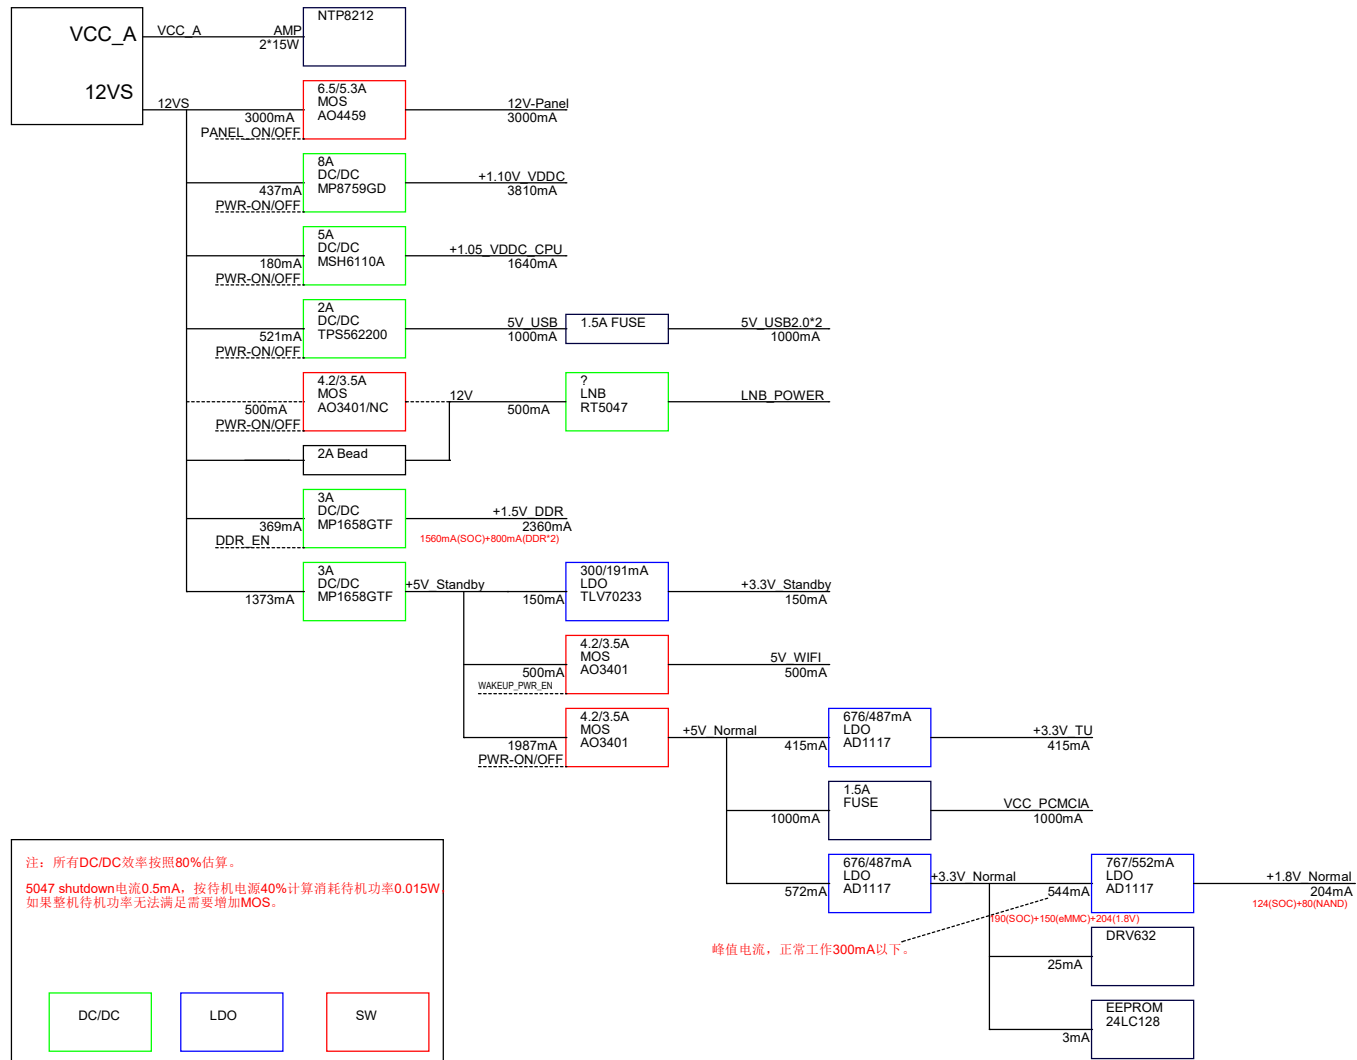 VCC_A
12VS
VCC_A
AMP
2*15W
NTP8212
12VS
3000mA
PANEL_ON/OFF
6.5/5.3A
MOS
AO4459
12V-Panel
3000mA
437mA
PWR-ON/OFF
8A
DC/DC
MP8759GD
+1.10V_VDDC
3810mA
180mA
PWR-ON/OFF
5A
DC/DC
MSH6110A
+1.05_VDDC_CPU
1640mA
521mA
PWR-ON/OFF
2A
DC/DC
TPS562200
5V_USB
1000mA
1.5A FUSE
5V_USB2.0*2
1000mA
500mA
PWR-ON/OFF
4.2/3.5A
MOS
AO3401/NC
12V
500mA
?
LNB
RT5047
LNB_POWER
2A Bead
369mA
DDR_EN
3A
DC/DC
MP1658GTF
+1.5V_DDR
2360mA
1560mA(SOC)+800mA(DDR*2)
1373mA
3A
DC/DC
MP1658GTF
+5V_Standby
150mA
300/191mA
LDO
TLV70233
+3.3V_Standby
150mA
500mA
WAKEUP_PWR_EN
4.2/3.5A
MOS
AO3401
5V_WIFI
500mA
1987mA
PWR-ON/OFF
4.2/3.5A
MOS
AO3401
+5V_Normal
415mA
676/487mA
LDO
AD1117
+3.3V_TU
415mA
1000mA
1.5A
FUSE
VCC_PCMCIA
1000mA
572mA
676/487mA
LDO
AD1117
+3.3V_Normal
544mA
190(SOC)+150(eMMC)+204(1.8V)
767/552mA
LDO
AD1117
+1.8V_Normal
204mA
124(SOC)+80(NAND)
峰值电流，正常工作300mA以下。
25mA
DRV632
3mA
EEPROM
24LC128
注：所有DC/DC效率按照80%估算。
5047 shutdown电流0.5mA，按待机电源40%计算消耗待机功率0.015W
如果整机待机功率无法满足需要增加MOS。
DC/DC
LDO
SW